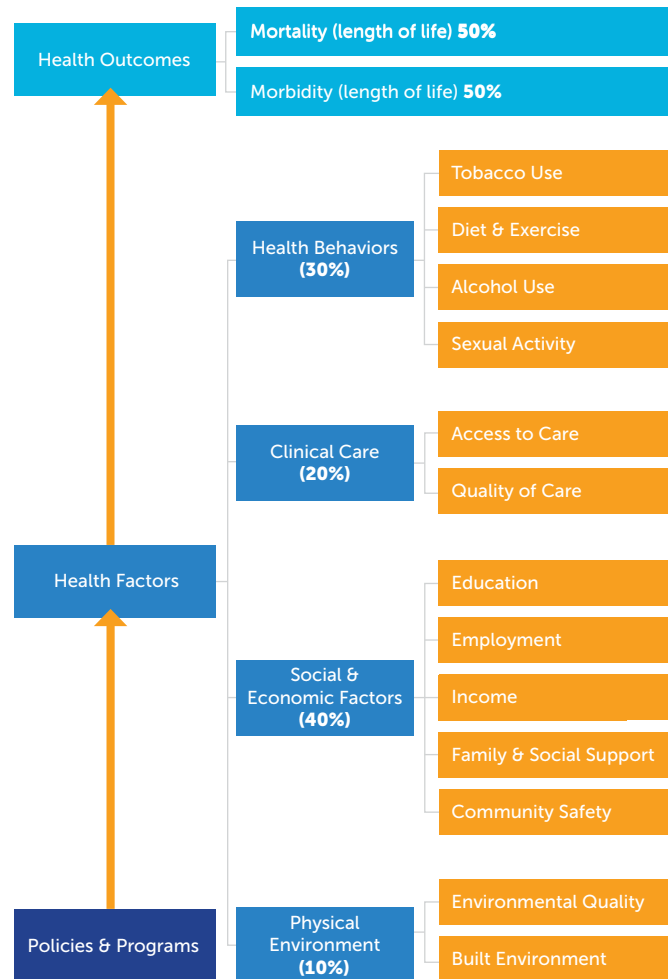 Health Outcomes
Mortality (length of life) 50%
Morbidity (length of life) 50%
Health Behaviors
(30%)
Tobacco Use
Diet & Exercise
Alcohol Use
Sexual Activity
Clinical Care
(20%)
Access to Care
Quality of Care
Health Factors
Social &
Economic Factors
(40%)
Education
Employment
Income
Family & Social Support
Community Safety
Policies & Programs
Physical
Environment
(10%)
Environmental Quality
Built Environment